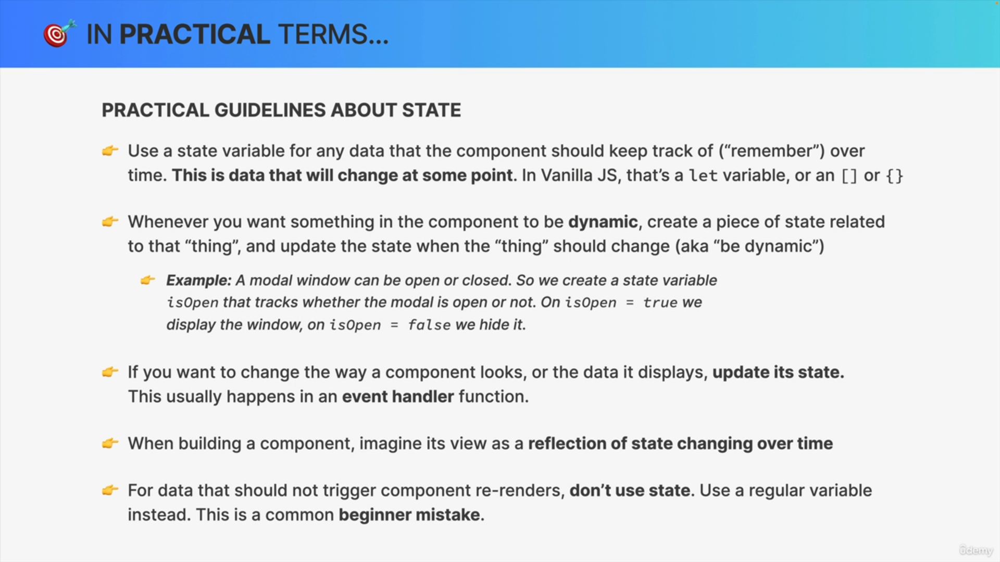 🎯 IN PRACTICAL TERMS...
PRACTICAL GUIDELINES ABOUT STATE
👉 Use a state variable for any data that the component should keep track of (“remember”) over
time. This is data that will change at some point. In Vanilla JS, that’s a let variable, or an [] or {}
👉 Whenever you want something in the component to be dynamic, create a piece of state related
to that “thing”, and update the state when the “thing” should change (aka “be dynamic”)
👉 Example: A modal window can be open or closed. So we create a state variable
isOpen that tracks whether the modal is open or not. On isOpen = true we
display the window, on isOpen = false we hide it.
👉 If you want to change the way a component looks, or the data it displays, update its state.
This usually happens in an event handler function.
👉 When building a component, imagine its view as a reflection of state changing over time
👉 For data that should not trigger component re-renders, don’t use state. Use a regular variable
instead. This is a common beginner mistake.
ûdemy